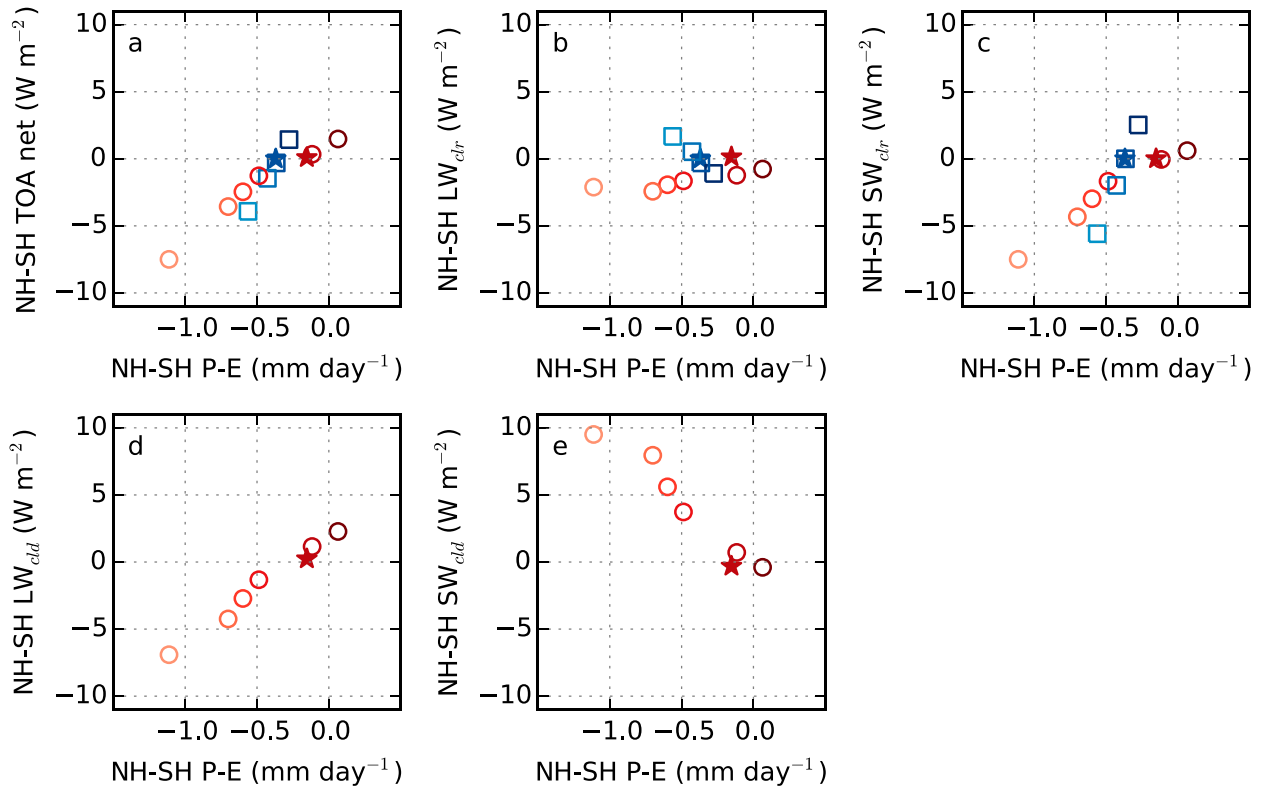 a
NH-SH TOA net (W m⁻²)
10
5
0
−5
−10
−1.0 −0.5 0.0
NH-SH P-E (mm day⁻¹)
b
NH-SH LW_clr (W m⁻²)
10
5
0
−5
−10
−1.0 −0.5 0.0
NH-SH P-E (mm day⁻¹)
c
NH-SH SW_clr (W m⁻²)
10
5
0
−5
−10
−1.0 −0.5 0.0
NH-SH P-E (mm day⁻¹)
d
NH-SH LW_cld (W m⁻²)
10
5
0
−5
−10
−1.0 −0.5 0.0
NH-SH P-E (mm day⁻¹)
e
NH-SH SW_cld (W m⁻²)
10
5
0
−5
−10
−1.0 −0.5 0.0
NH-SH P-E (mm day⁻¹)